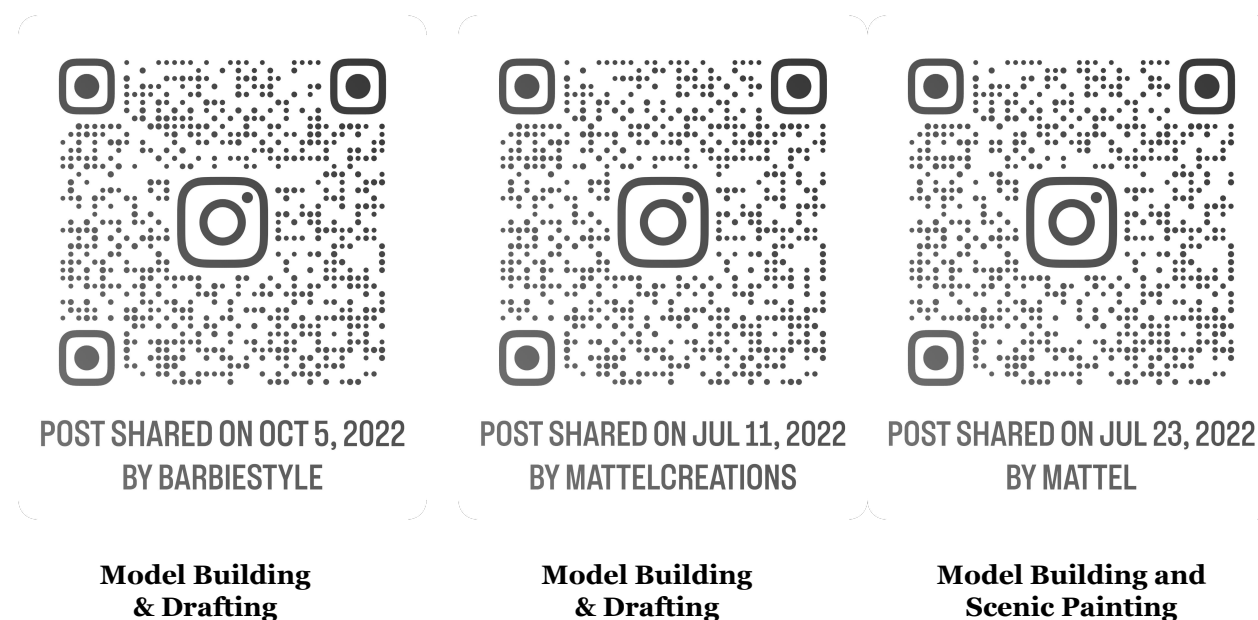 POST SHARED ON OCT 5, 2022
BY BARBIESTYLE
Model Building
& Drafting
POST SHARED ON JUL 11, 2022
BY MATTELCREATIONS
Model Building
& Drafting
POST SHARED ON JUL 23, 2022
BY MATTEL
Model Building and
Scenic Painting